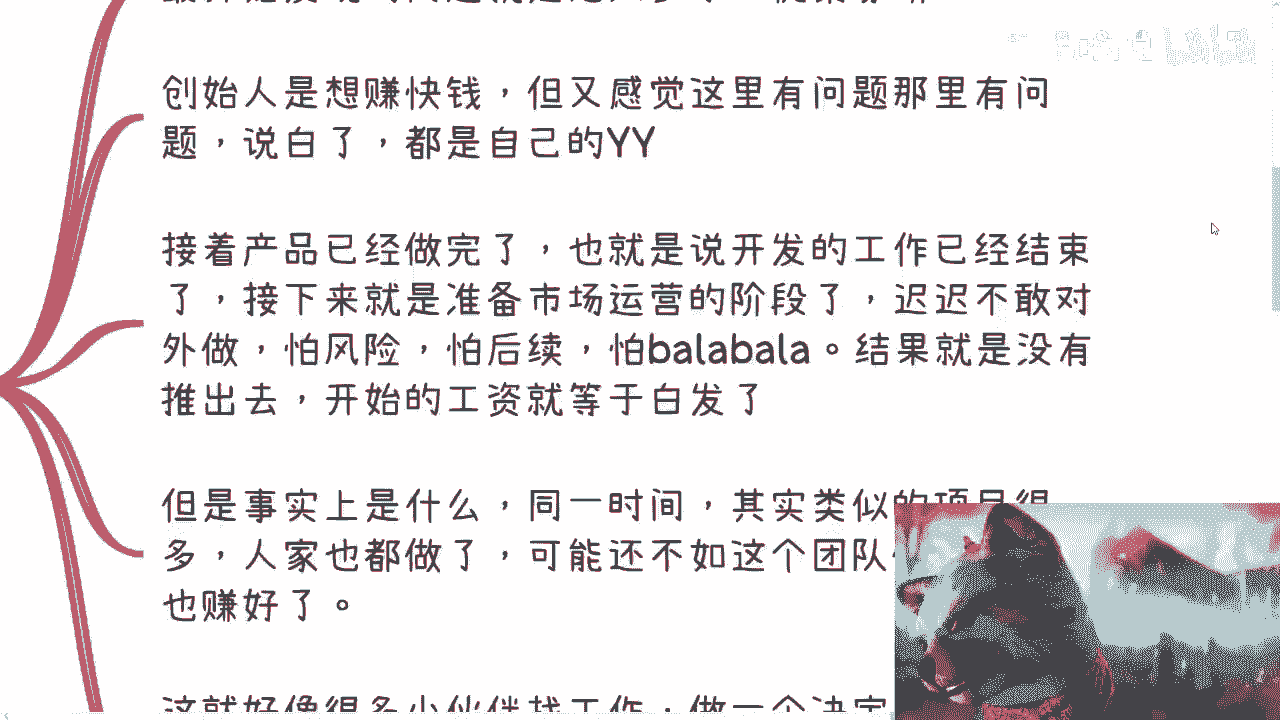 创始人是想赚快钱，但又感觉这里有问题那里有问
题，说白了，都是自己的YY
接着产品已经做完了，也就是说开发的工作已经结束
了，接下来就是准备市场运营的阶段了，迟迟不敢对
外做，怕风险，怕后续，怕balabala。结果就是没有
推出去，开始的工资就等于白发了
但是事实上是什么，同一时间，其实类似的项目很
多，人家也都做了，可能还不如这个团队
也赚好了。
这就好像很多小伙伴找工作，做一个决定